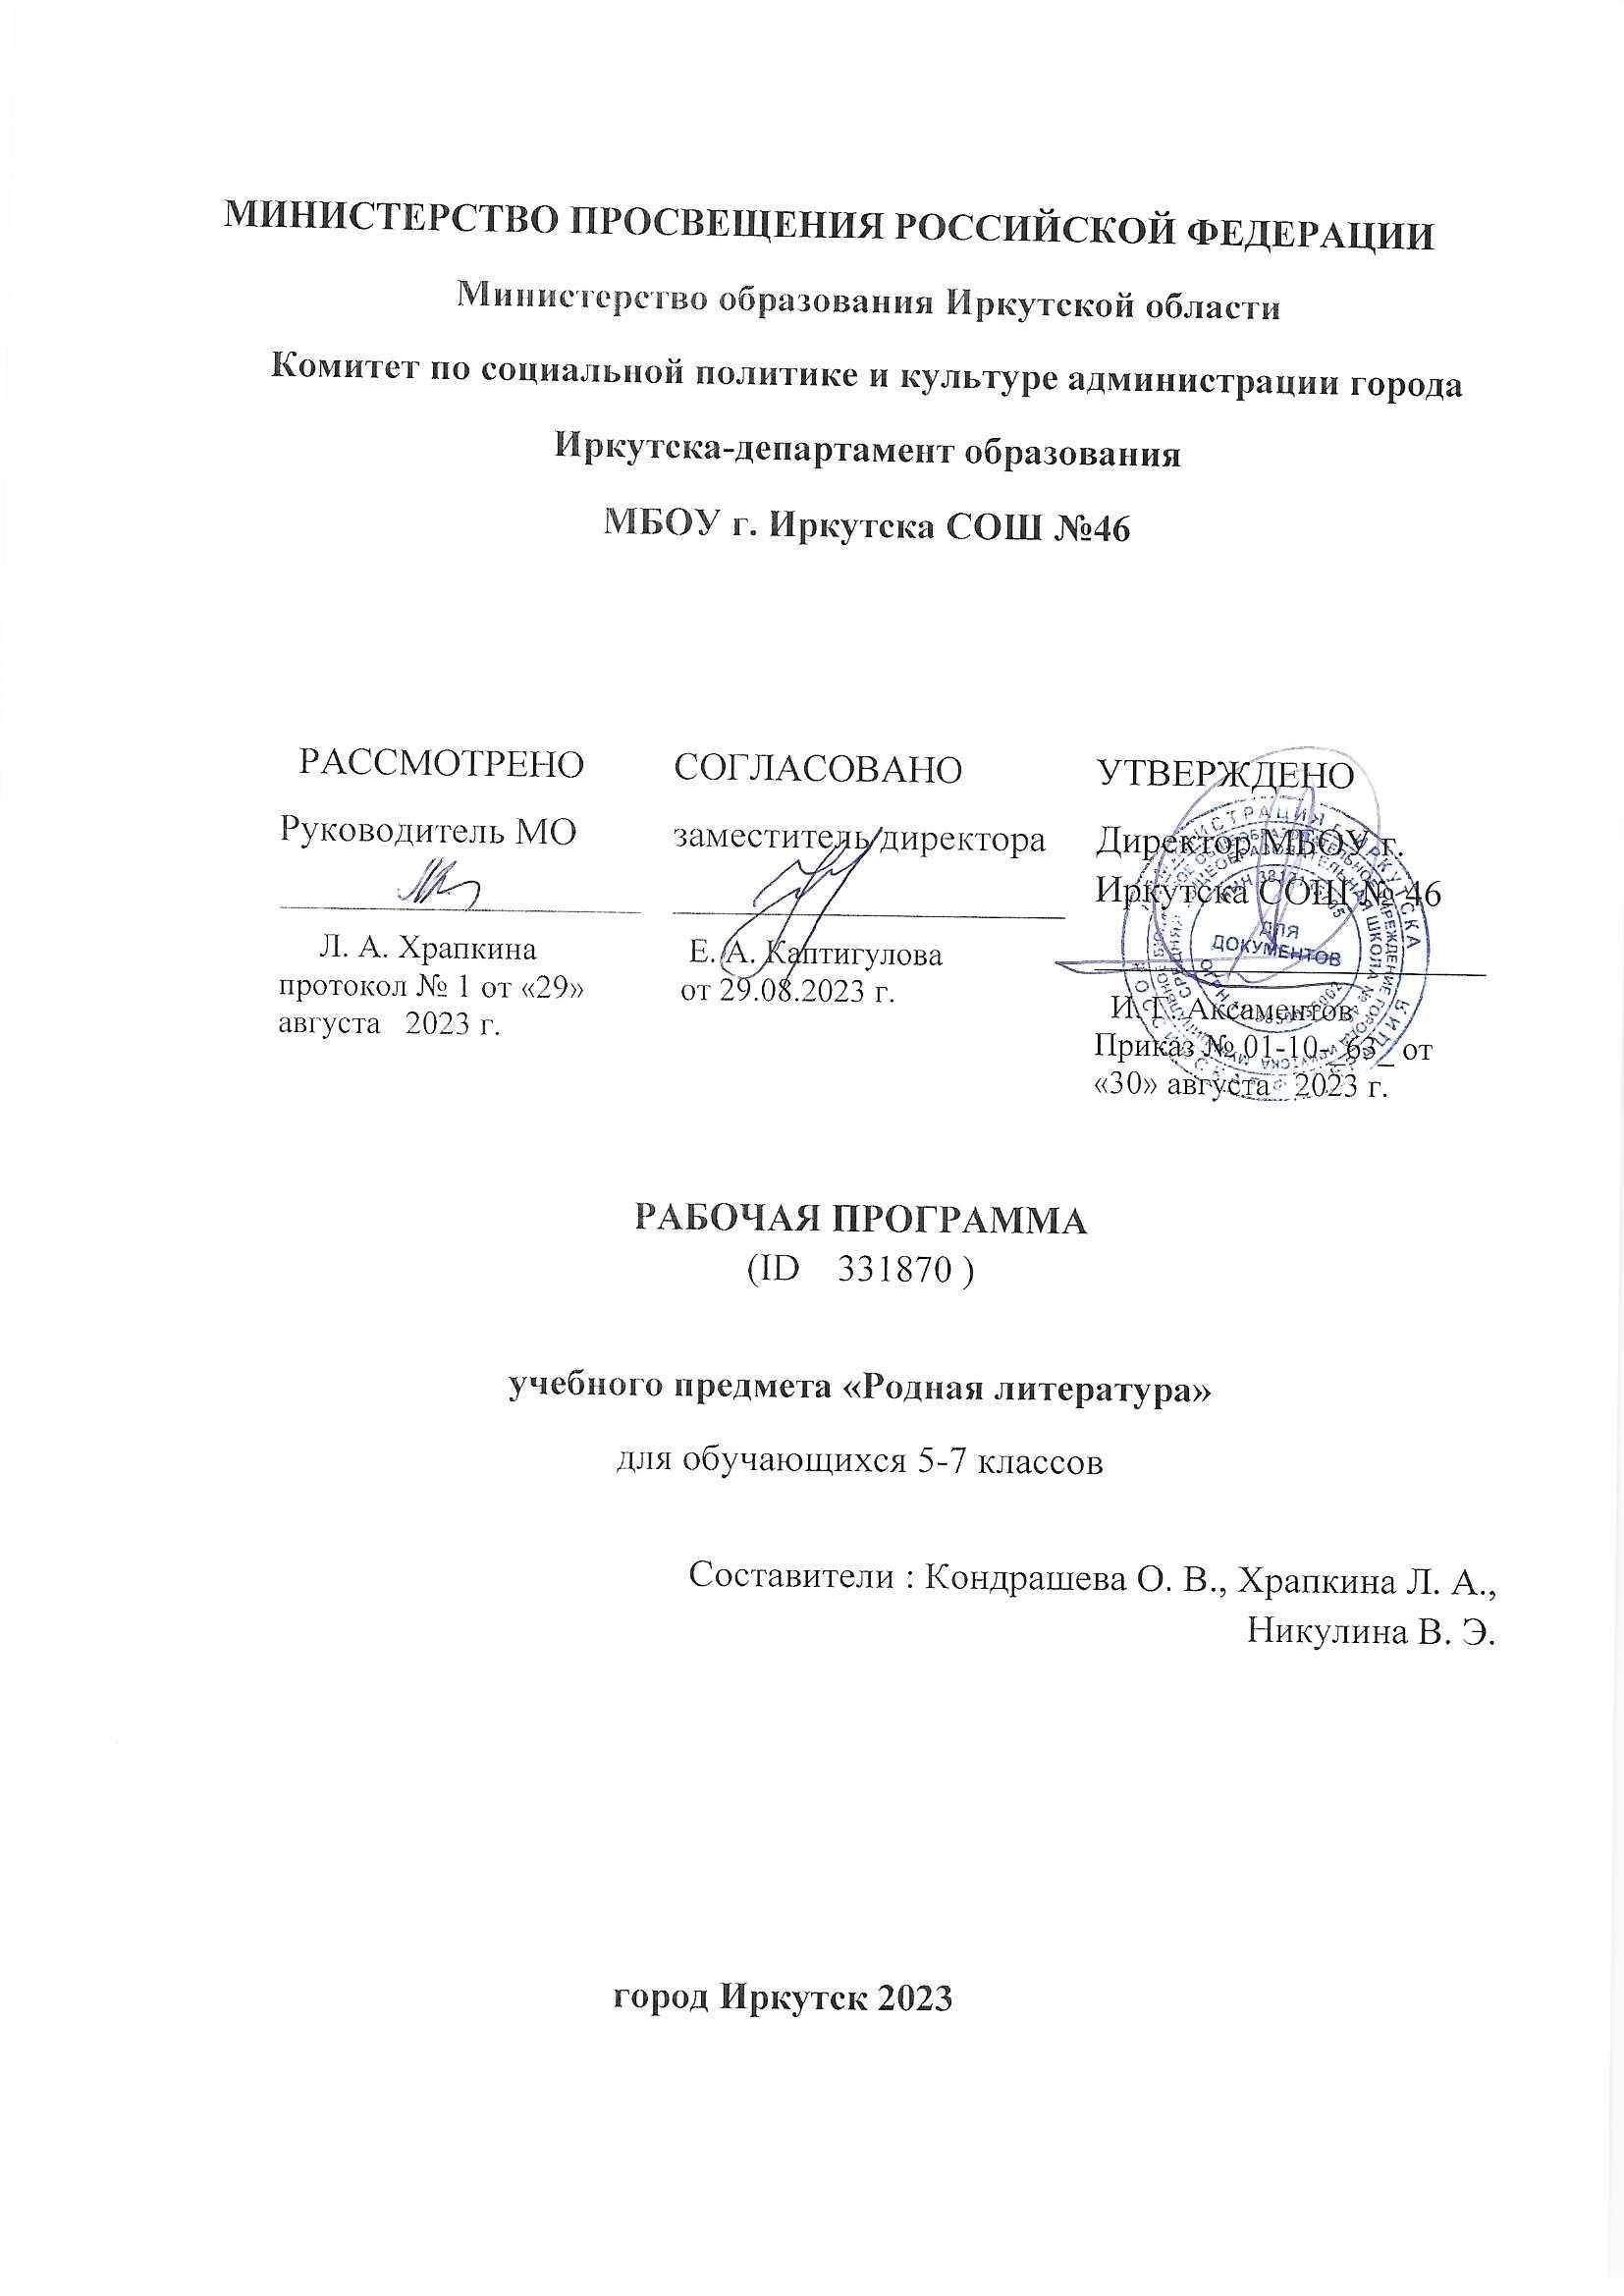 МИНИСТЕРСТВО ПРОСВЕЩЕНИЯ РОССИЙСКОЙ ФЕДЕРАЦИИ
Министерство образования Иркутской области
Комитет по социальной политике и культуре администрации города
Иркутска-департамент образования
МБОУ г. Иркутска СОШ №46
РАССМОТРЕНО
Руководитель МО
Л. А. Храпкина
протокол № 1 от «29»
августа 2023 г.
СОГЛАСОВАНО
заместитель директора
Е. А. Каптигулова
от 29.08.2023 г.
УТВЕРЖДЕНО
Директор МБОУ г.
Иркутска СОШ № 46
ДЛЯ
ДОКУМЕНТОВ
И. Г. Аксаментов
Приказ № 01-10-_63_ от
«30» августа 2023 г.
РАБОЧАЯ ПРОГРАММА
(ID 331870 )
учебного предмета «Родная литература»
для обучающихся 5-7 классов
Составители : Кондрашева О. В., Храпкина Л. А.,
Никулина В. Э.
город Иркутск 2023